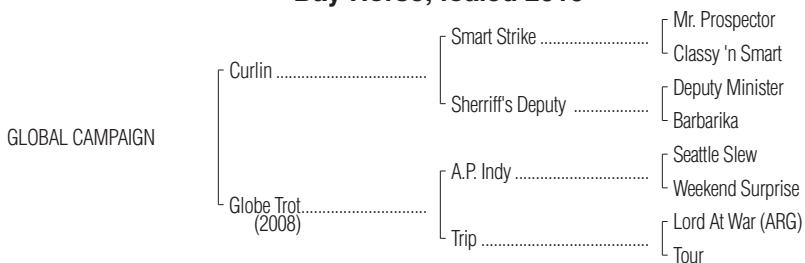 Bay Horse; foaled 2016
Mr. Prospector
Smart Strike ............................
Classy 'n Smart
Curlin .......................................
Deputy Minister
Sherriff's Deputy ...................
Barbarika
GLOBAL CAMPAIGN
Seattle Slew
A.P. Indy ..................................
Weekend Surprise
Globe Trot................................
(2008)
Lord At War (ARG)
Trip ..........................................
Tour